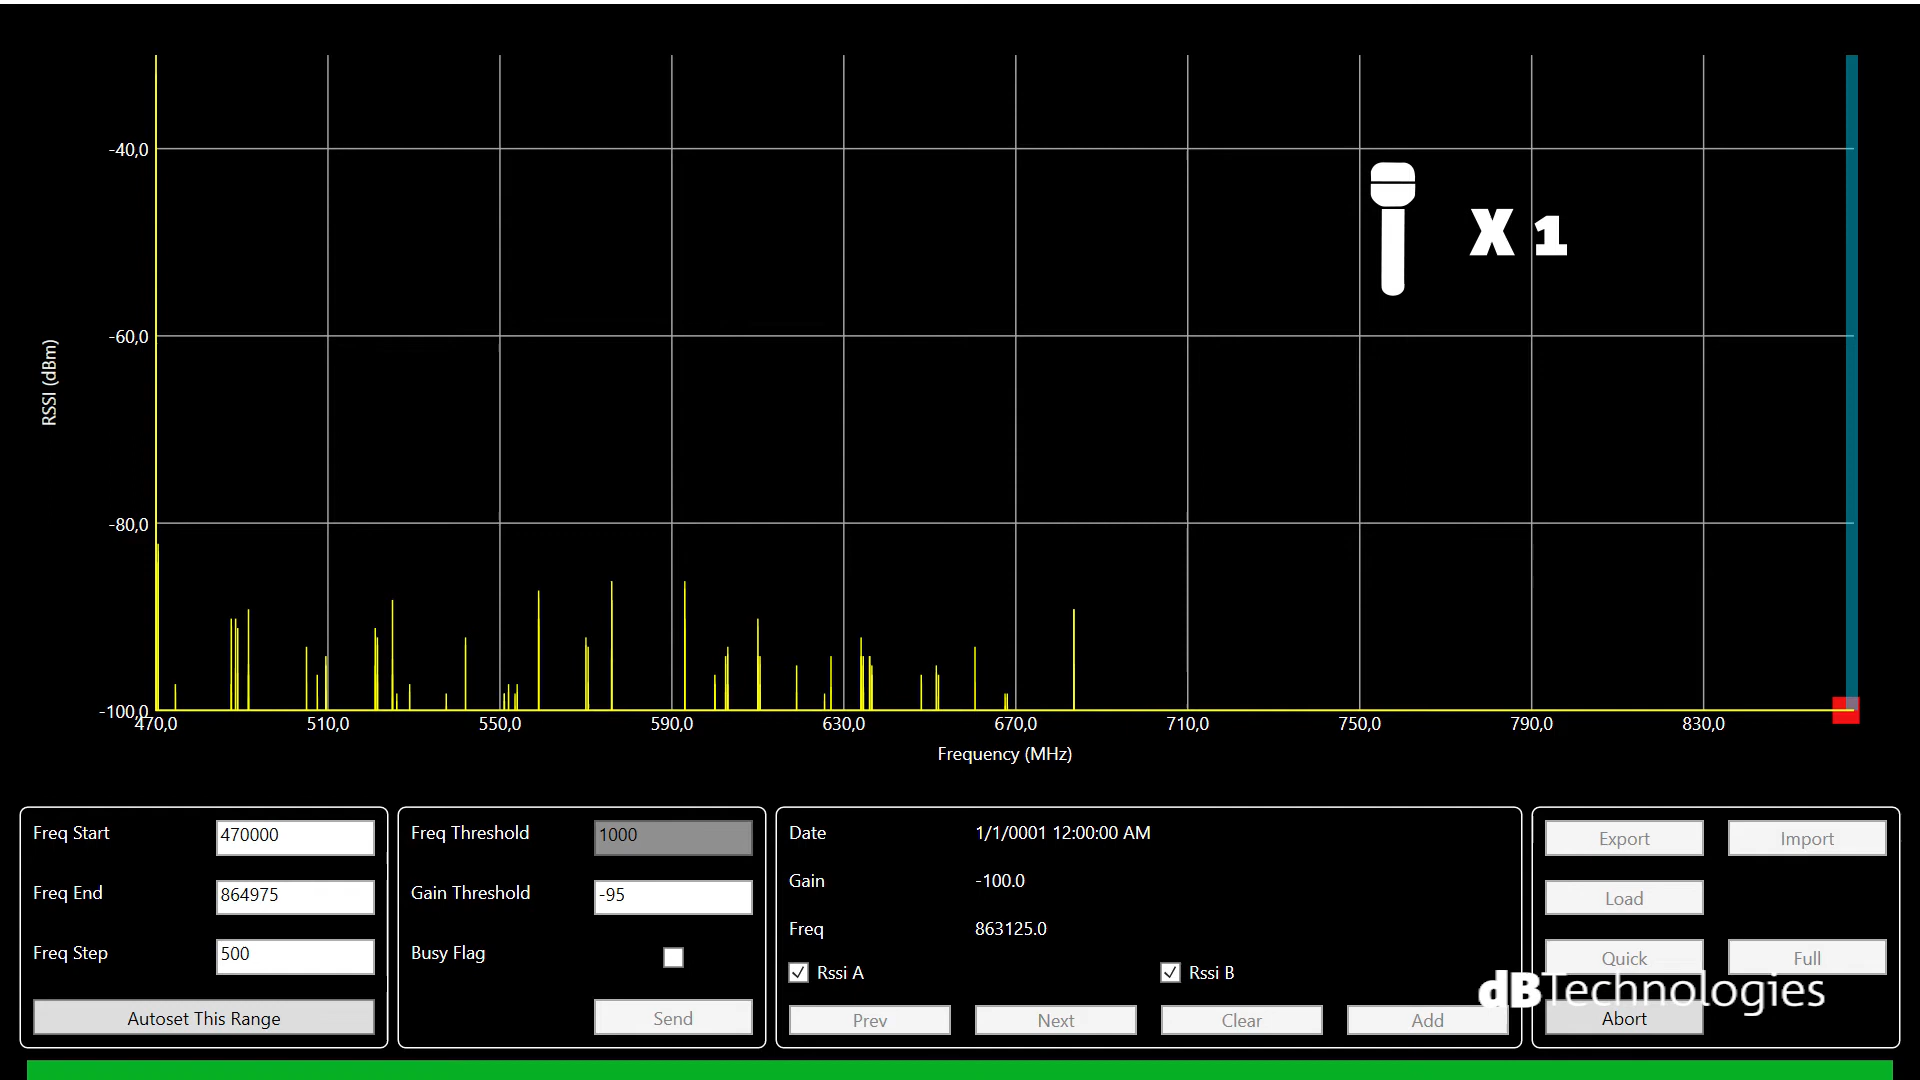 -40,0
X 1
-60,0
RSSI (dBm)
-80,0
-100,0
470,0 510,0 550,0 590,0 630,0 670,0 710,0 750,0 790,0 830,0
Frequency (MHz)
Freq Start 470000
Freq End 864975
Freq Step 500
Autoset This Range
Freq Threshold 1000
Gain Threshold -95
Busy Flag
Send
Date 1/1/0001 12:00:00 AM
Gain -100.0
Freq 863125.0
Rssi A Rssi B
Prev Next Clear Add
Export Import
Load
Quick Full
dBTechnologies
Abort